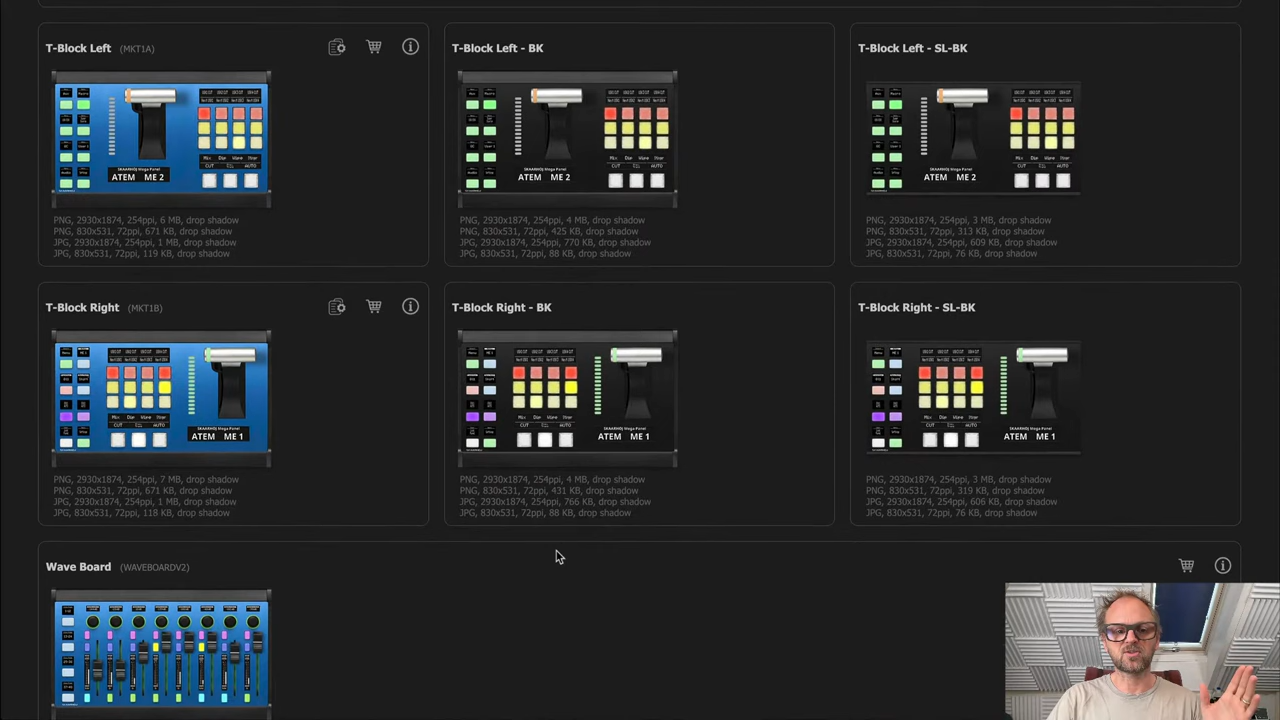 T-Block Left (MKT1A)
T-Block Left - BK
T-Block Left - SL-BK
ATEM ME 2
ATEM ME 2
ATEM ME 2
PNG, 2930x1874, 254ppi, 6 MB, drop shadow
PNG, 830x531, 72ppi, 671 KB, drop shadow
JPG, 2930x1874, 254ppi, 1 MB, drop shadow
JPG, 830x531, 72ppi, 119 KB, drop shadow
PNG, 2930x1874, 254ppi, 4 MB, drop shadow
PNG, 830x531, 72ppi, 425 KB, drop shadow
JPG, 2930x1874, 254ppi, 770 KB, drop shadow
JPG, 830x531, 72ppi, 88 KB, drop shadow
PNG, 2930x1874, 254ppi, 3 MB, drop shadow
PNG, 830x531, 72ppi, 313 KB, drop shadow
JPG, 2930x1874, 254ppi, 609 KB, drop shadow
JPG, 830x531, 72ppi, 76 KB, drop shadow
T-Block Right (MKT1B)
T-Block Right - BK
T-Block Right - SL-BK
ATEM ME 1
ATEM ME 1
ATEM ME 1
PNG, 2930x1874, 254ppi, 7 MB, drop shadow
PNG, 830x531, 72ppi, 671 KB, drop shadow
JPG, 2930x1874, 254ppi, 1 MB, drop shadow
JPG, 830x531, 72ppi, 118 KB, drop shadow
PNG, 2930x1874, 254ppi, 4 MB, drop shadow
PNG, 830x531, 72ppi, 431 KB, drop shadow
JPG, 2930x1874, 254ppi, 766 KB, drop shadow
JPG, 830x531, 72ppi, 88 KB, drop shadow
PNG, 2930x1874, 254ppi, 3 MB, drop shadow
PNG, 830x531, 72ppi, 319 KB, drop shadow
JPG, 2930x1874, 254ppi, 606 KB, drop shadow
JPG, 830x531, 72ppi, 76 KB, drop shadow
Wave Board (WAVEBOARDV2)